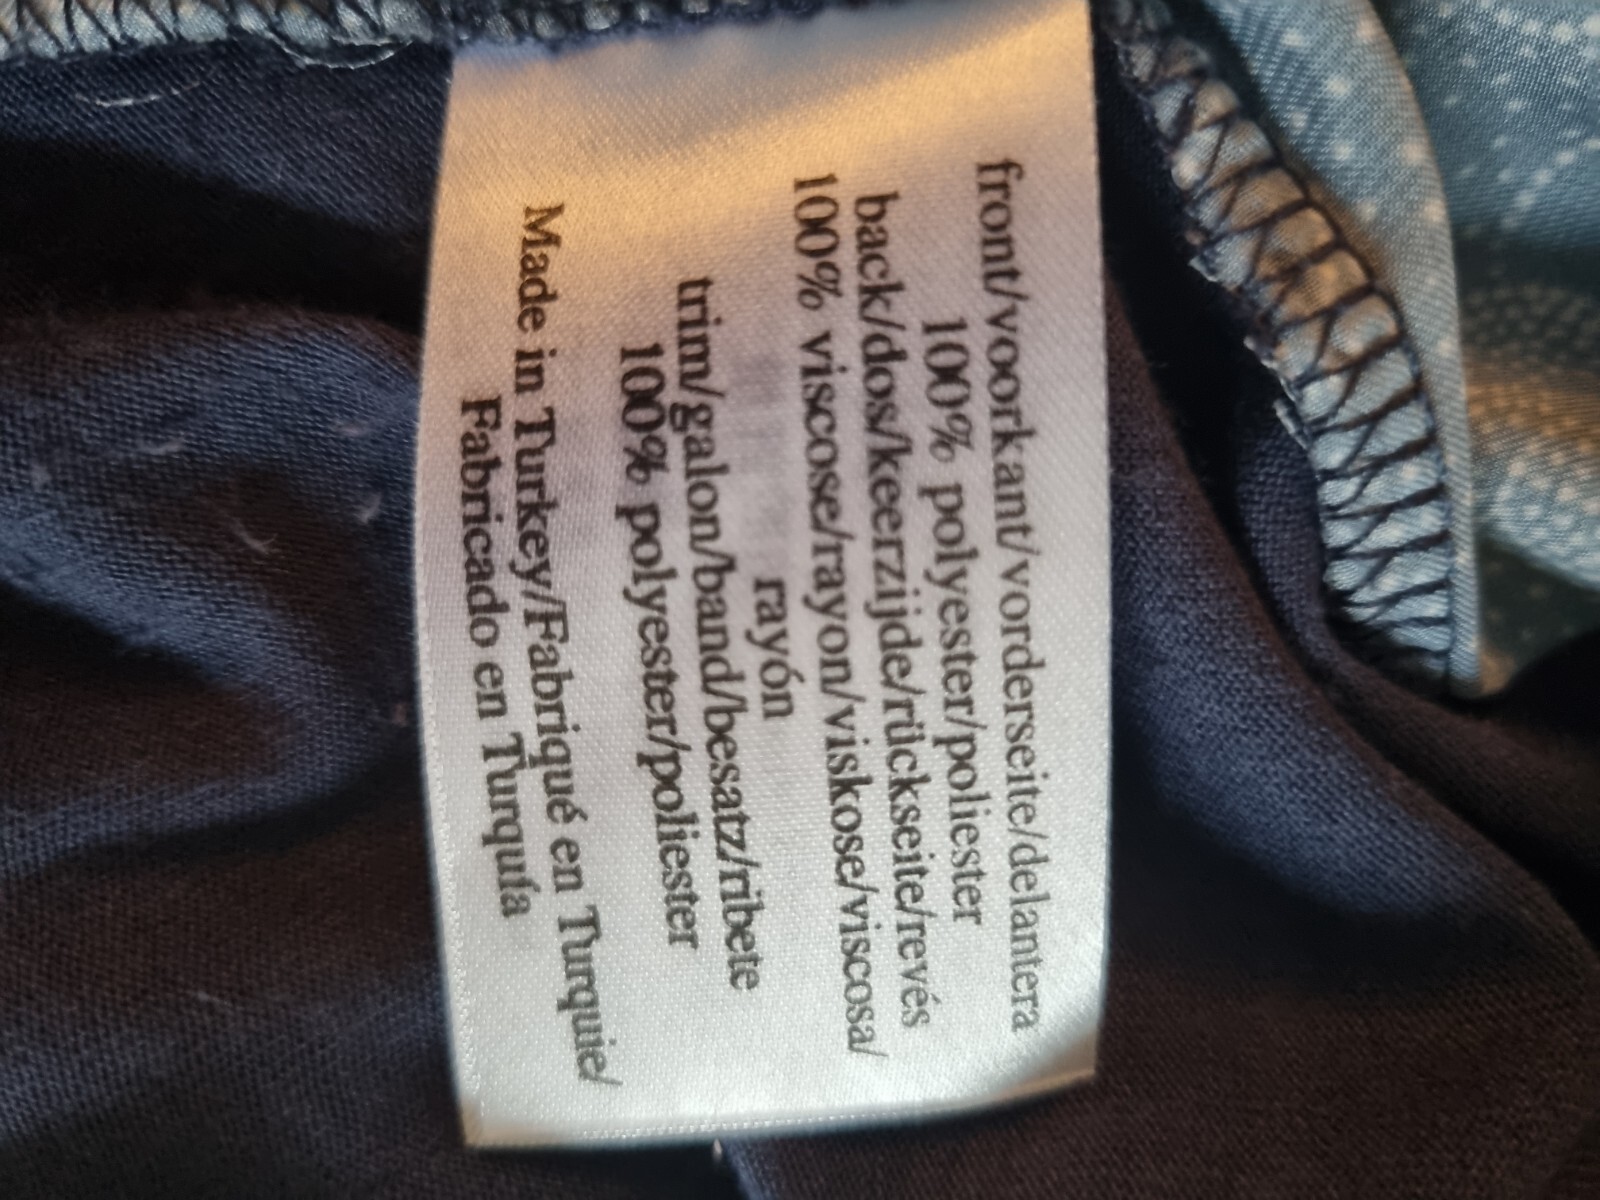 front/voorkant/vorderseite/delantera
100% polyester/poliester
back/dos/keerzijde/rückseite/revés
100% viscose/rayon/viskose/viscosa/
rayón
trim/galon/band/besatz/ribete
100% polyester/poliester
Made in Turkey/Fabriqué en Turquie/
Fabricado en Turquía